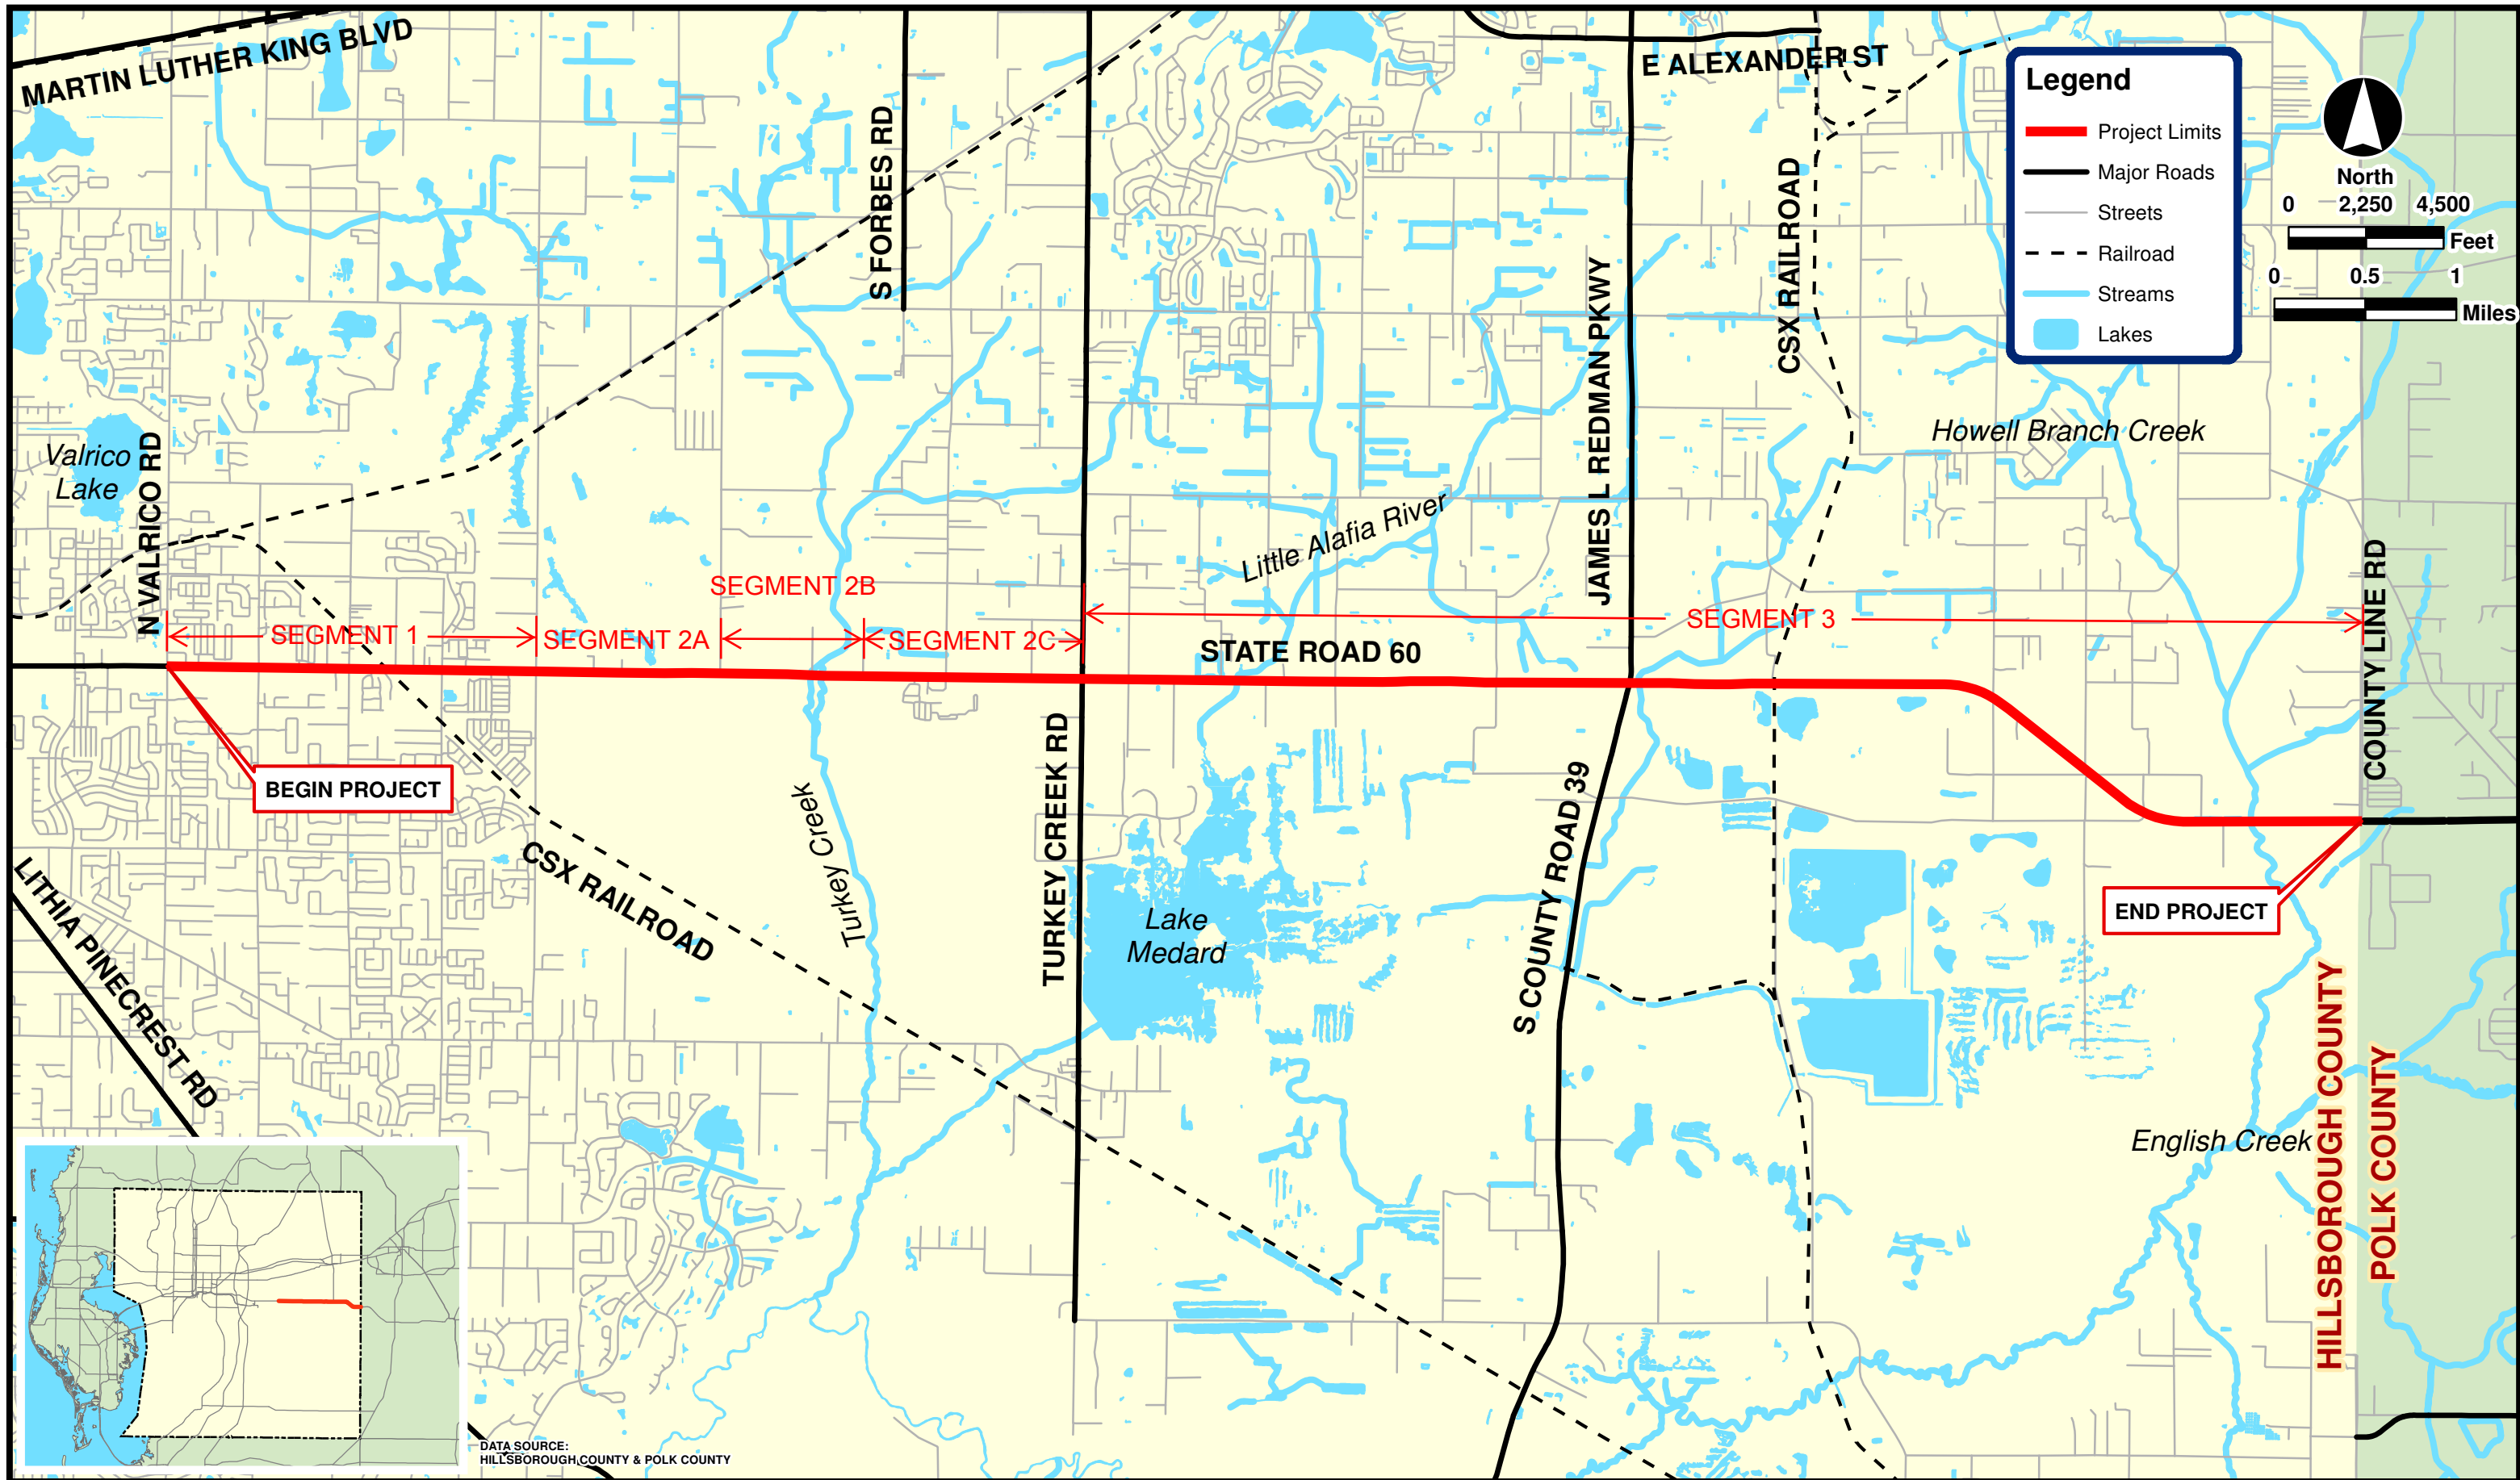 MARTIN LUTHER KING BLVD
S FORBES RD
E ALEXANDER ST
CSX RAILROAD
JAMES L REDMAN PKWY
Legend
Project Limits
Major Roads
Streets
Railroad
Streams
Lakes
North
0 2,250 4,500
Feet
0 0.5 1
Miles
Valrico
Lake
N VALRICO RD
Howell Branch Creek
Little Alafia River
COUNTY LINE RD
SEGMENT 1
SEGMENT 2A
SEGMENT 2B
SEGMENT 2C
SEGMENT 3
STATE ROAD 60
BEGIN PROJECT
TURKEY CREEK RD
Turkey Creek
S COUNTY ROAD 39
CSX RAILROAD
LITHIA PINECREST RD
Lake
Medard
END PROJECT
English Creek
HILLSBOROUGH COUNTY
POLK COUNTY
DATA SOURCE:
HILLSBOROUGH COUNTY & POLK COUNTY